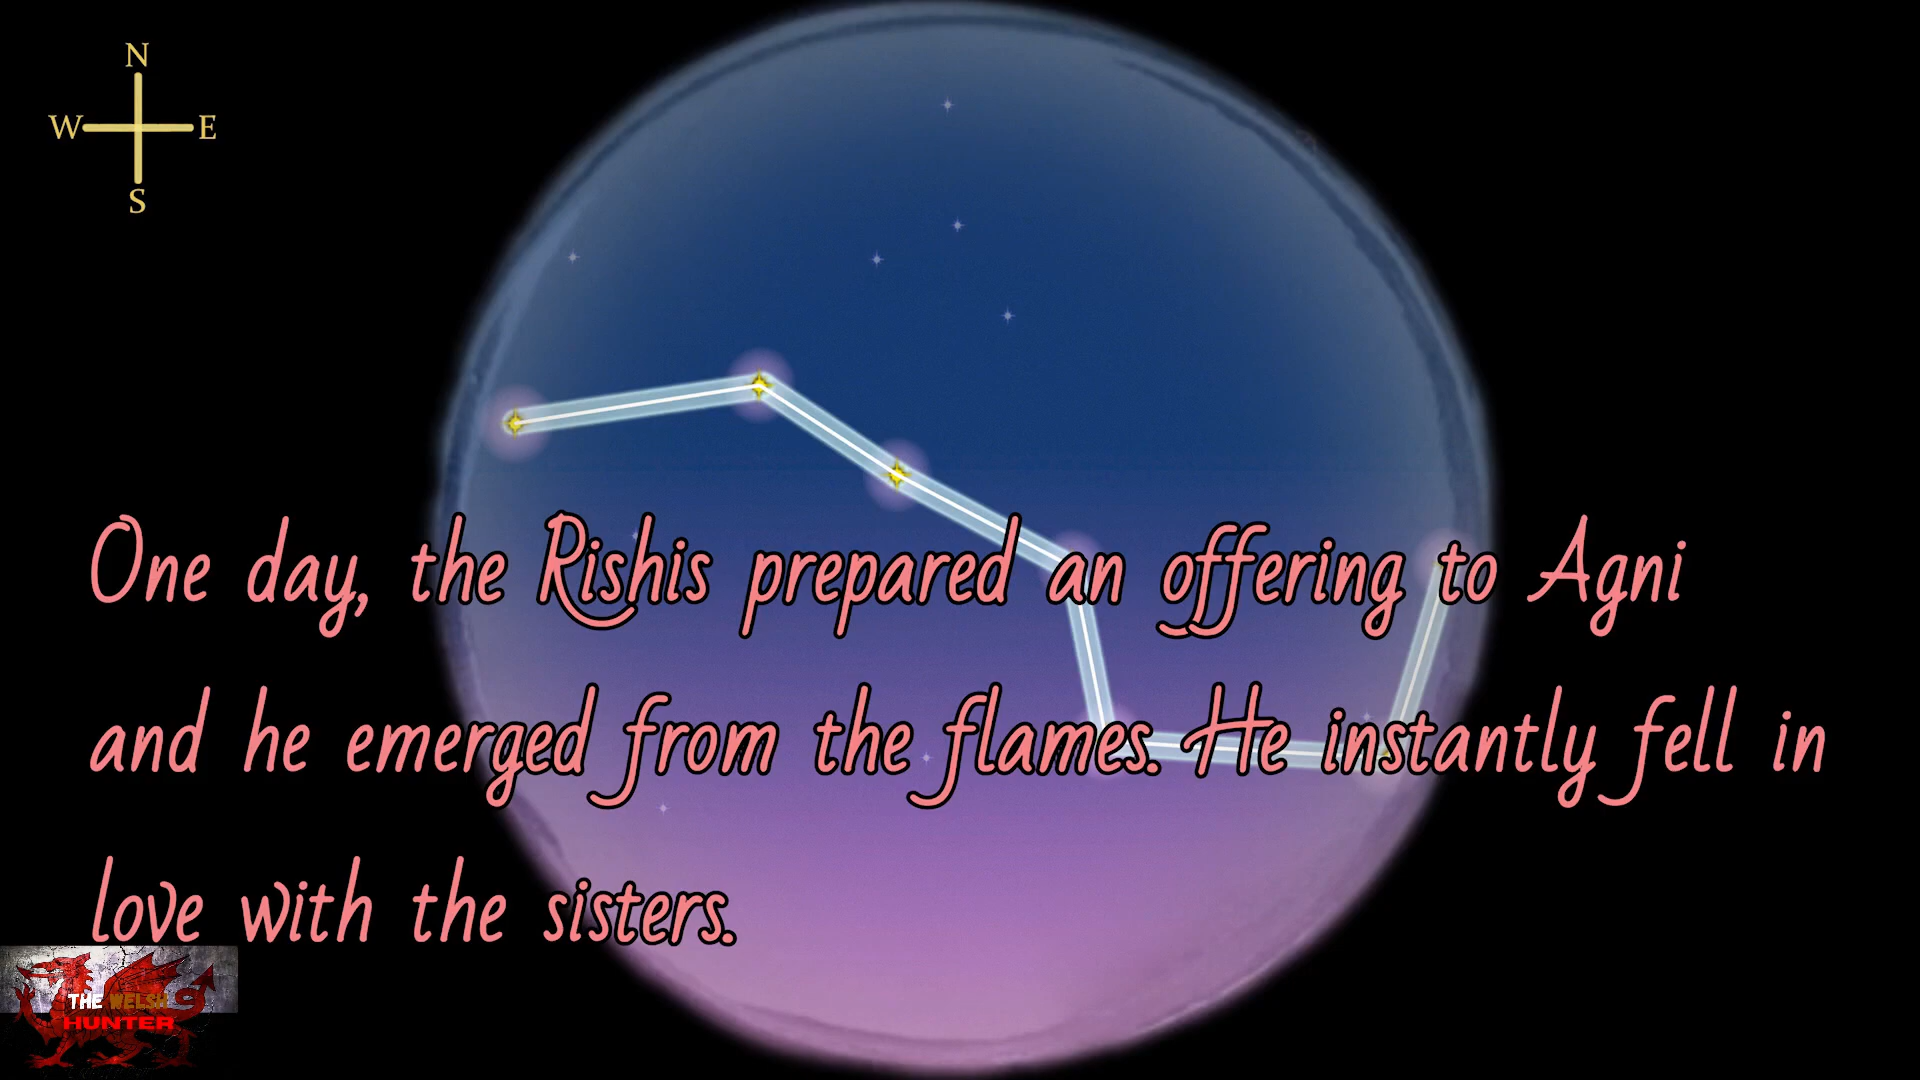 N
W E
S
One day, the Rishis prepared an offering to Agni
and he emerged from the flames. He instantly fell in
love with the sisters.
THE WELSH
HUNTER